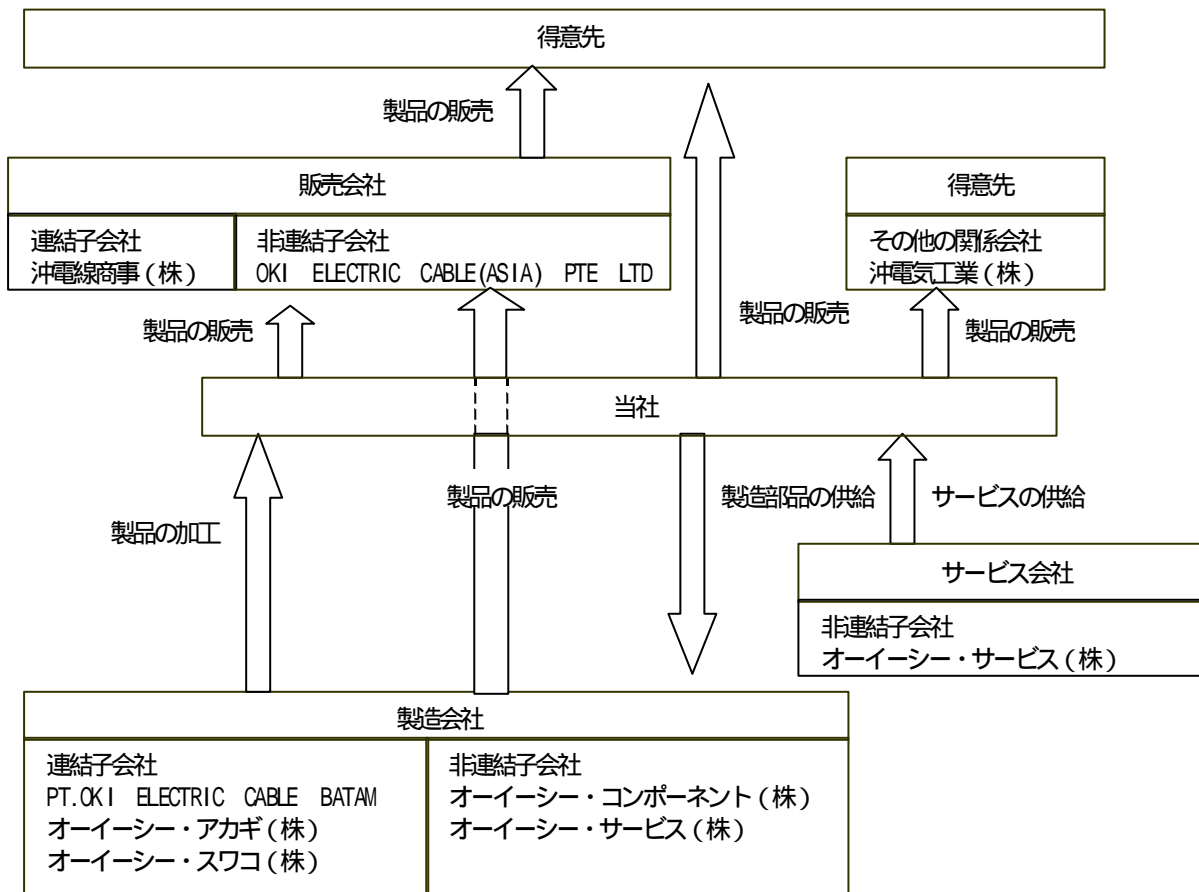 得意先
製品の販売
販売会社
連結子会社
沖電線商事(株)
非連結子会社
OKI ELECTRIC CABLE(ASIA) PTE LTD
得意先
その他の関係会社
沖電気工業(株)
製品の販売
製品の販売
製品の販売
当社
製品の加工
製品の販売
製造部品の供給
サービスの供給
サービス会社
非連結子会社
オーイーシー・サービス(株)
製造会社
連結子会社
PT.OKI ELECTRIC CABLE BATAM
オーイーシー・アカギ(株)
オーイーシー・スワコ(株)
非連結子会社
オーイーシー・コンポーネント(株)
オーイーシー・サービス(株)